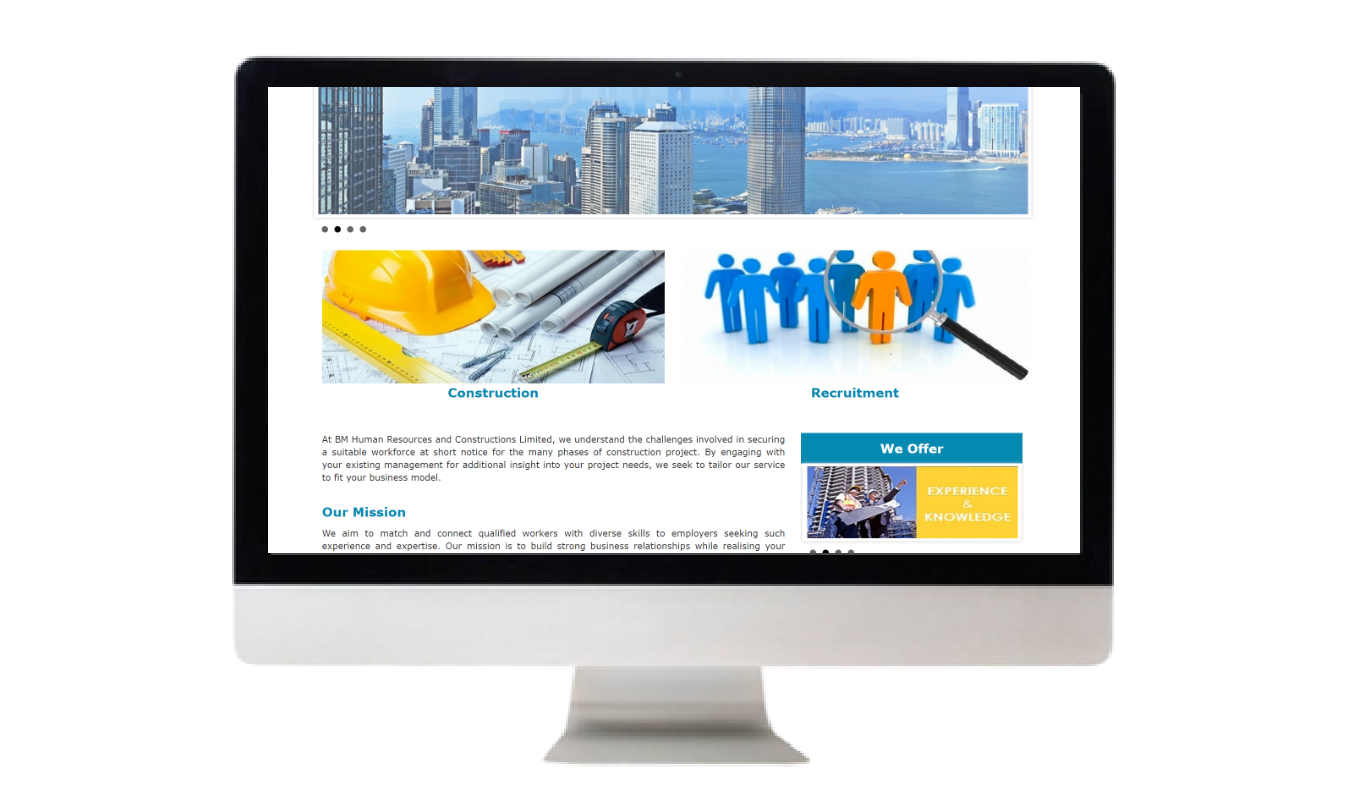 Construction
Recruitment
At BM Human Resources and Constructions Limited, we understand the challenges involved in securing
a suitable workforce at short notice for the many phases of construction project. By engaging with
your existing management for additional insight into your project needs, we seek to tailor our service
to fit your business model.
Our Mission
We aim to match and connect qualified workers with diverse skills to employers seeking such
experience and expertise. Our mission is to build strong business relationships while realising your
We Offer
EXPERIENCE
&
KNOWLEDGE